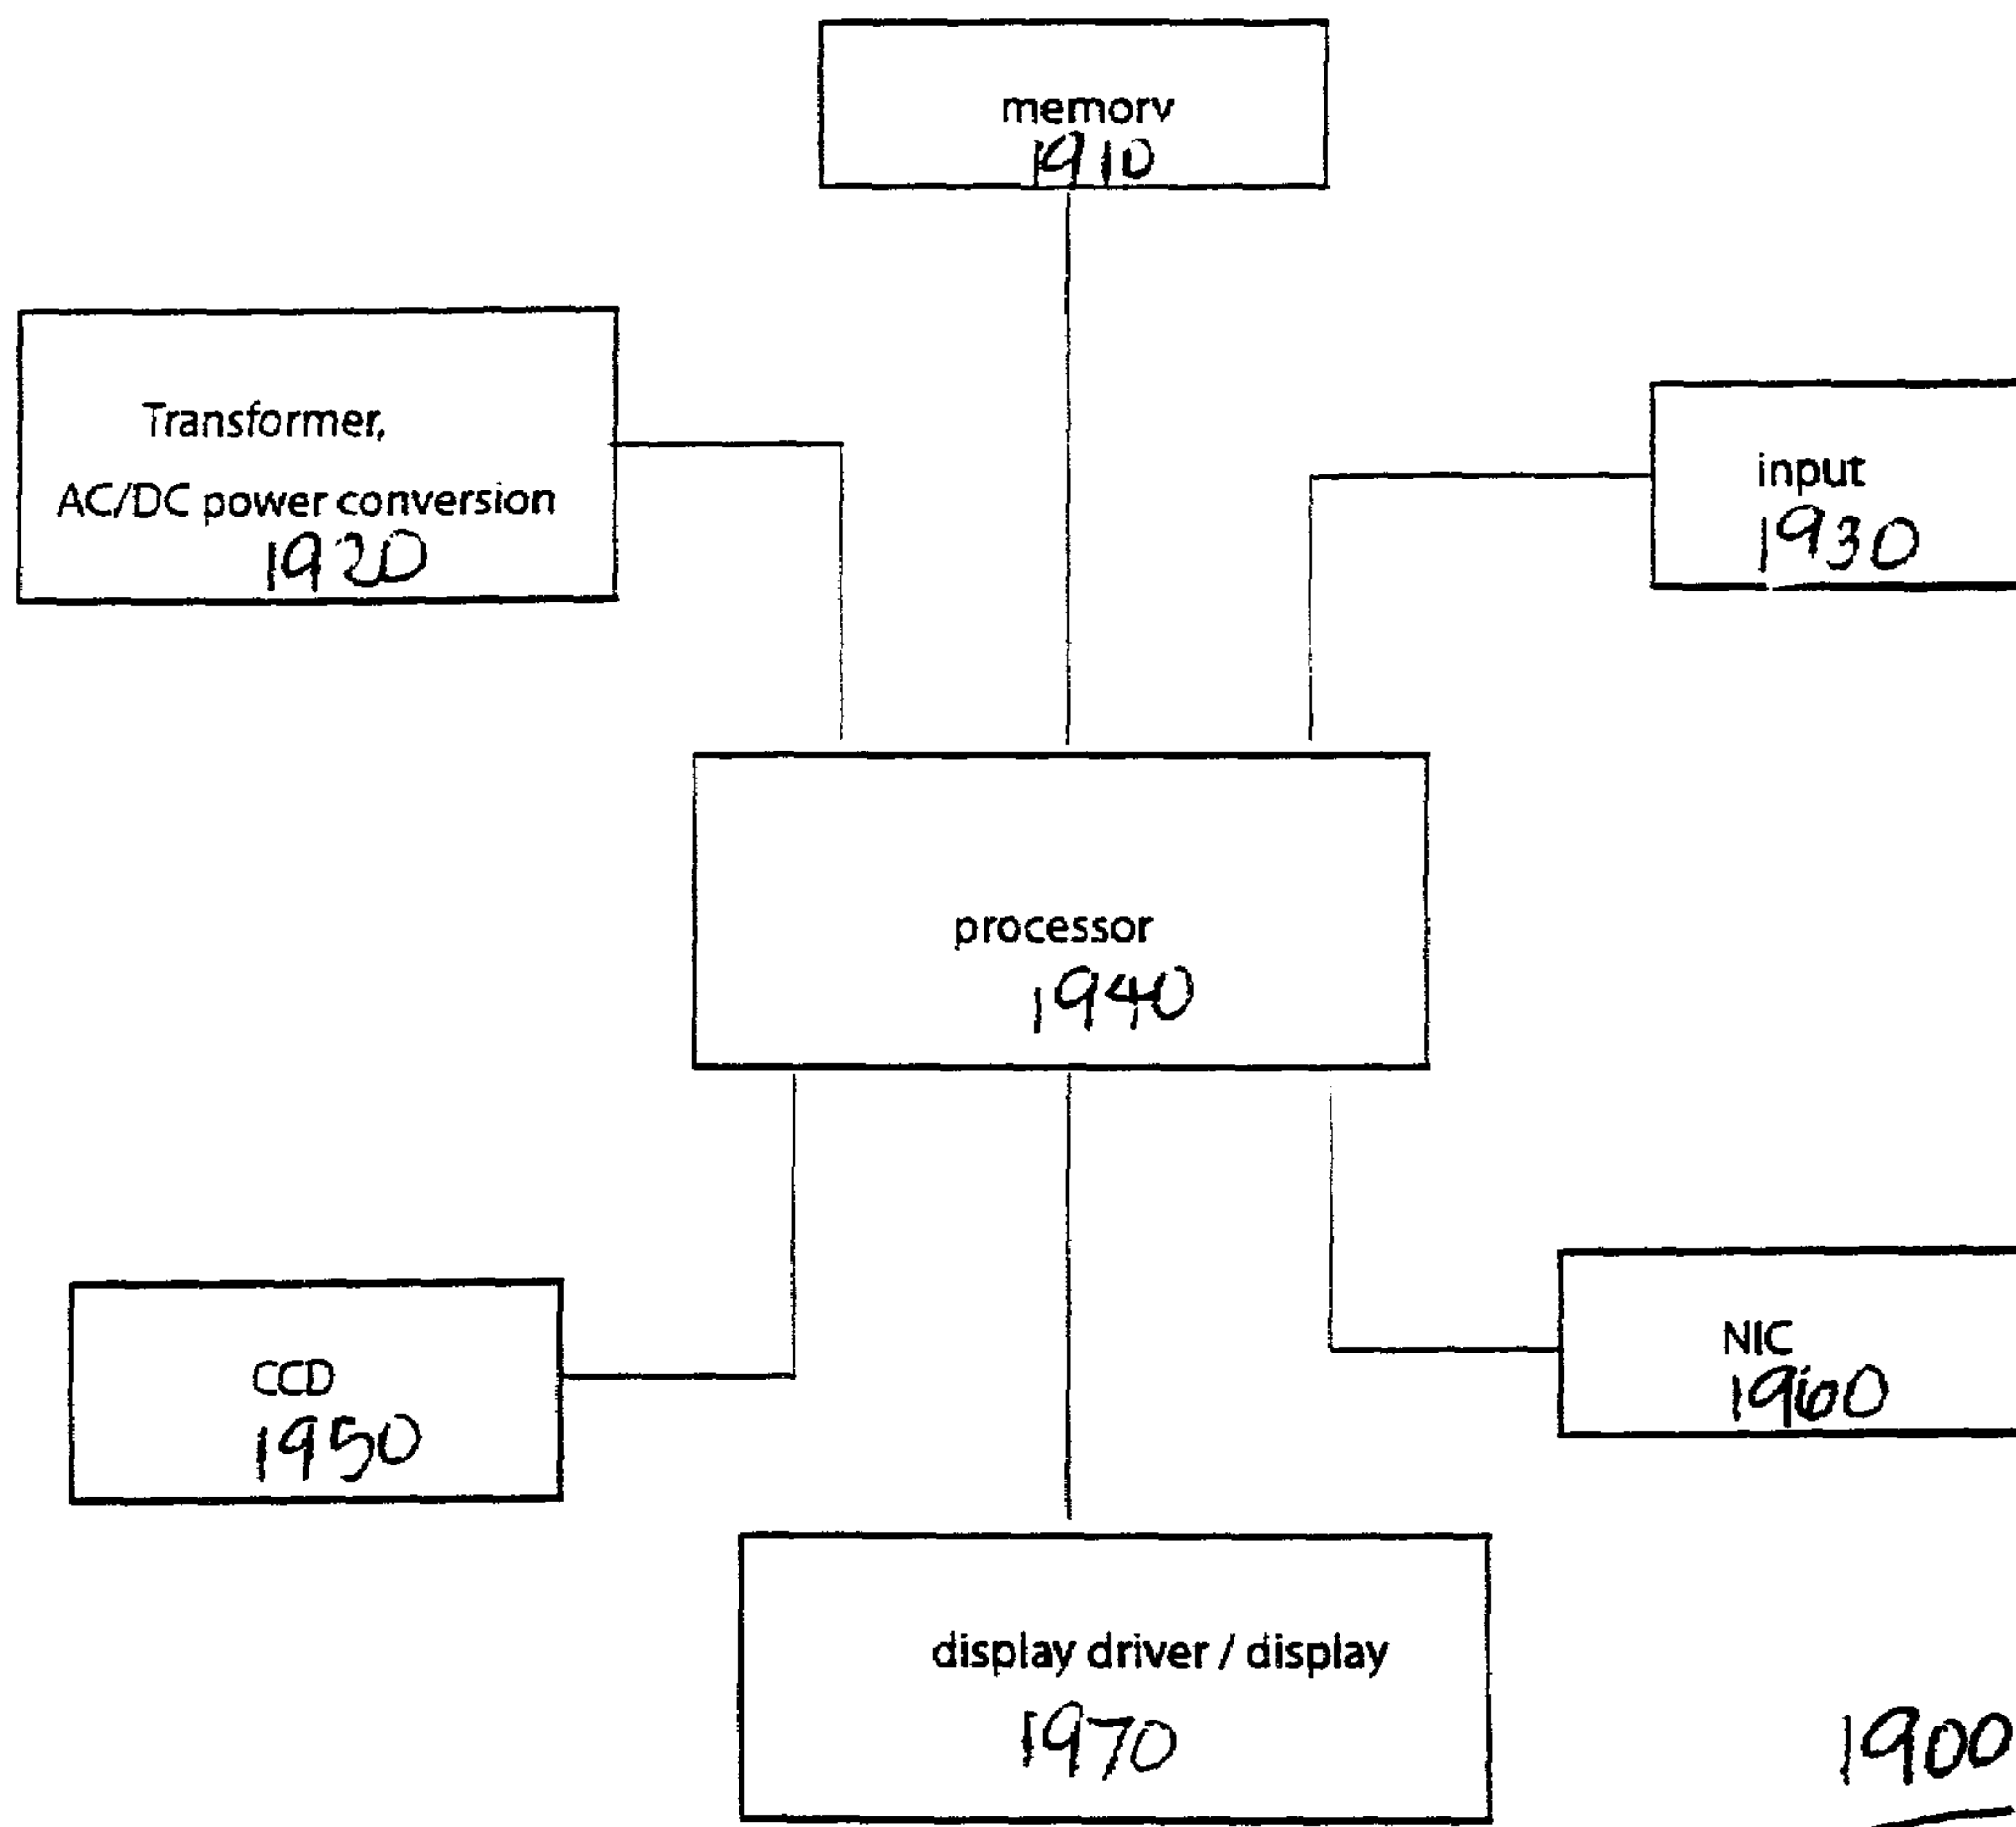 memory
1910
Transformer,
AC/DC power conversion
1920
input
1930
processor
1940
CCD
1950
NIC
1960
display driver / display
1970
1900